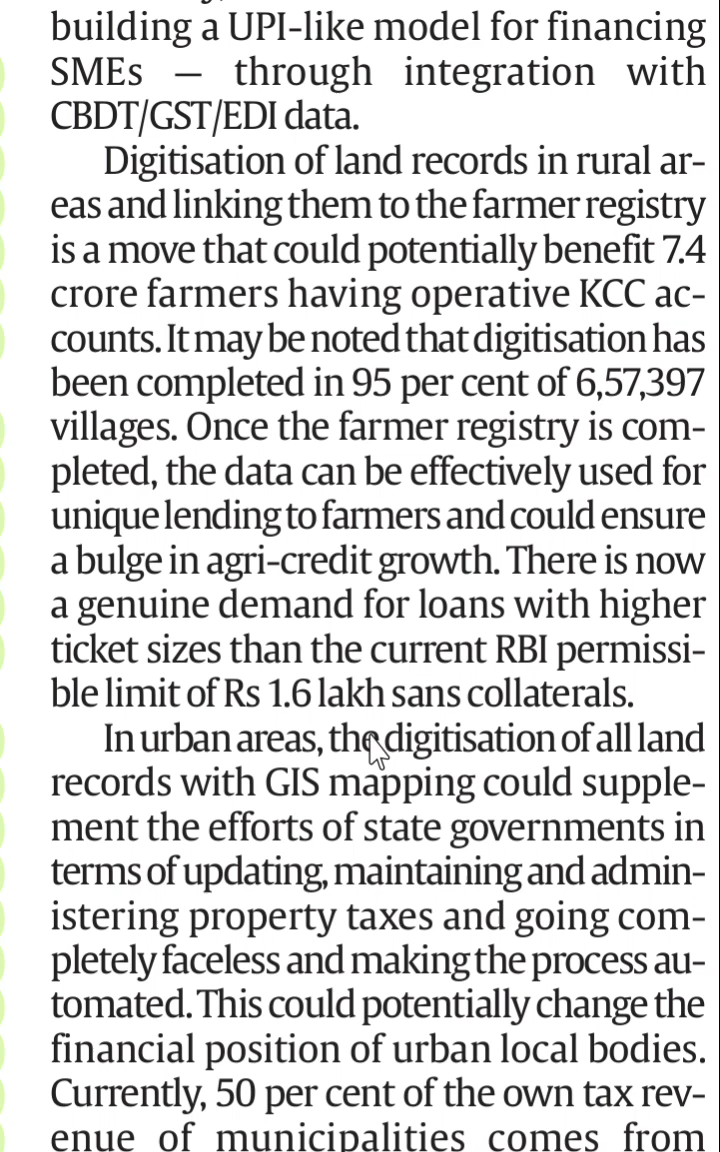 building a UPI-like model for financing
SMEs — through integration with
CBDT/GST/EDI data.
Digitisation of land records in rural ar-
eas and linking them to the farmer registry
is a move that could potentially benefit 7.4
crore farmers having operative KCC ac-
counts. It may be noted that digitisation has
been completed in 95 per cent of 6,57,397
villages. Once the farmer registry is com-
pleted, the data can be effectively used for
unique lending to farmers and could ensure
a bulge in agri-credit growth. There is now
a genuine demand for loans with higher
ticket sizes than the current RBI permissi-
ble limit of Rs 1.6 lakh sans collaterals.
In urban areas, the digitisation of all land
records with GIS mapping could supple-
ment the efforts of state governments in
terms of updating, maintaining and admin-
istering property taxes and going com-
pletely faceless and making the process au-
tomated. This could potentially change the
financial position of urban local bodies.
Currently, 50 per cent of the own tax rev-
enue of municipalities comes from